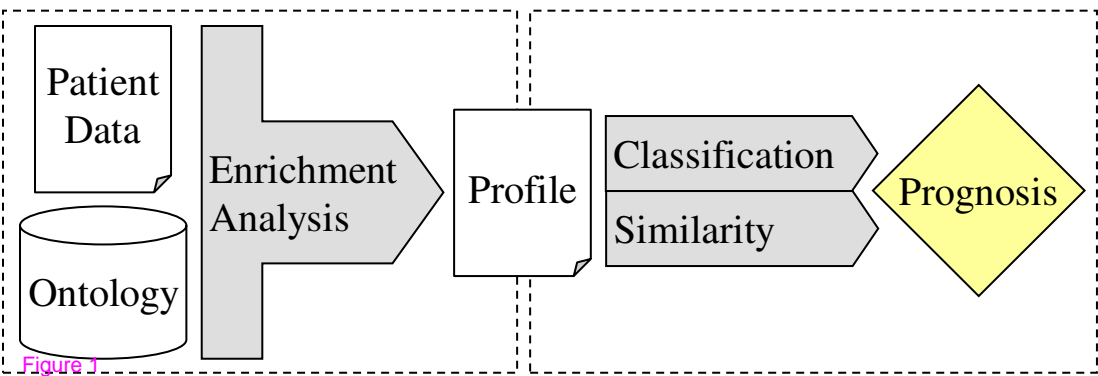 Patient
Data
Ontology
Enrichment
Analysis
Profile
Classification
Similarity
Prognosis
Figure 1